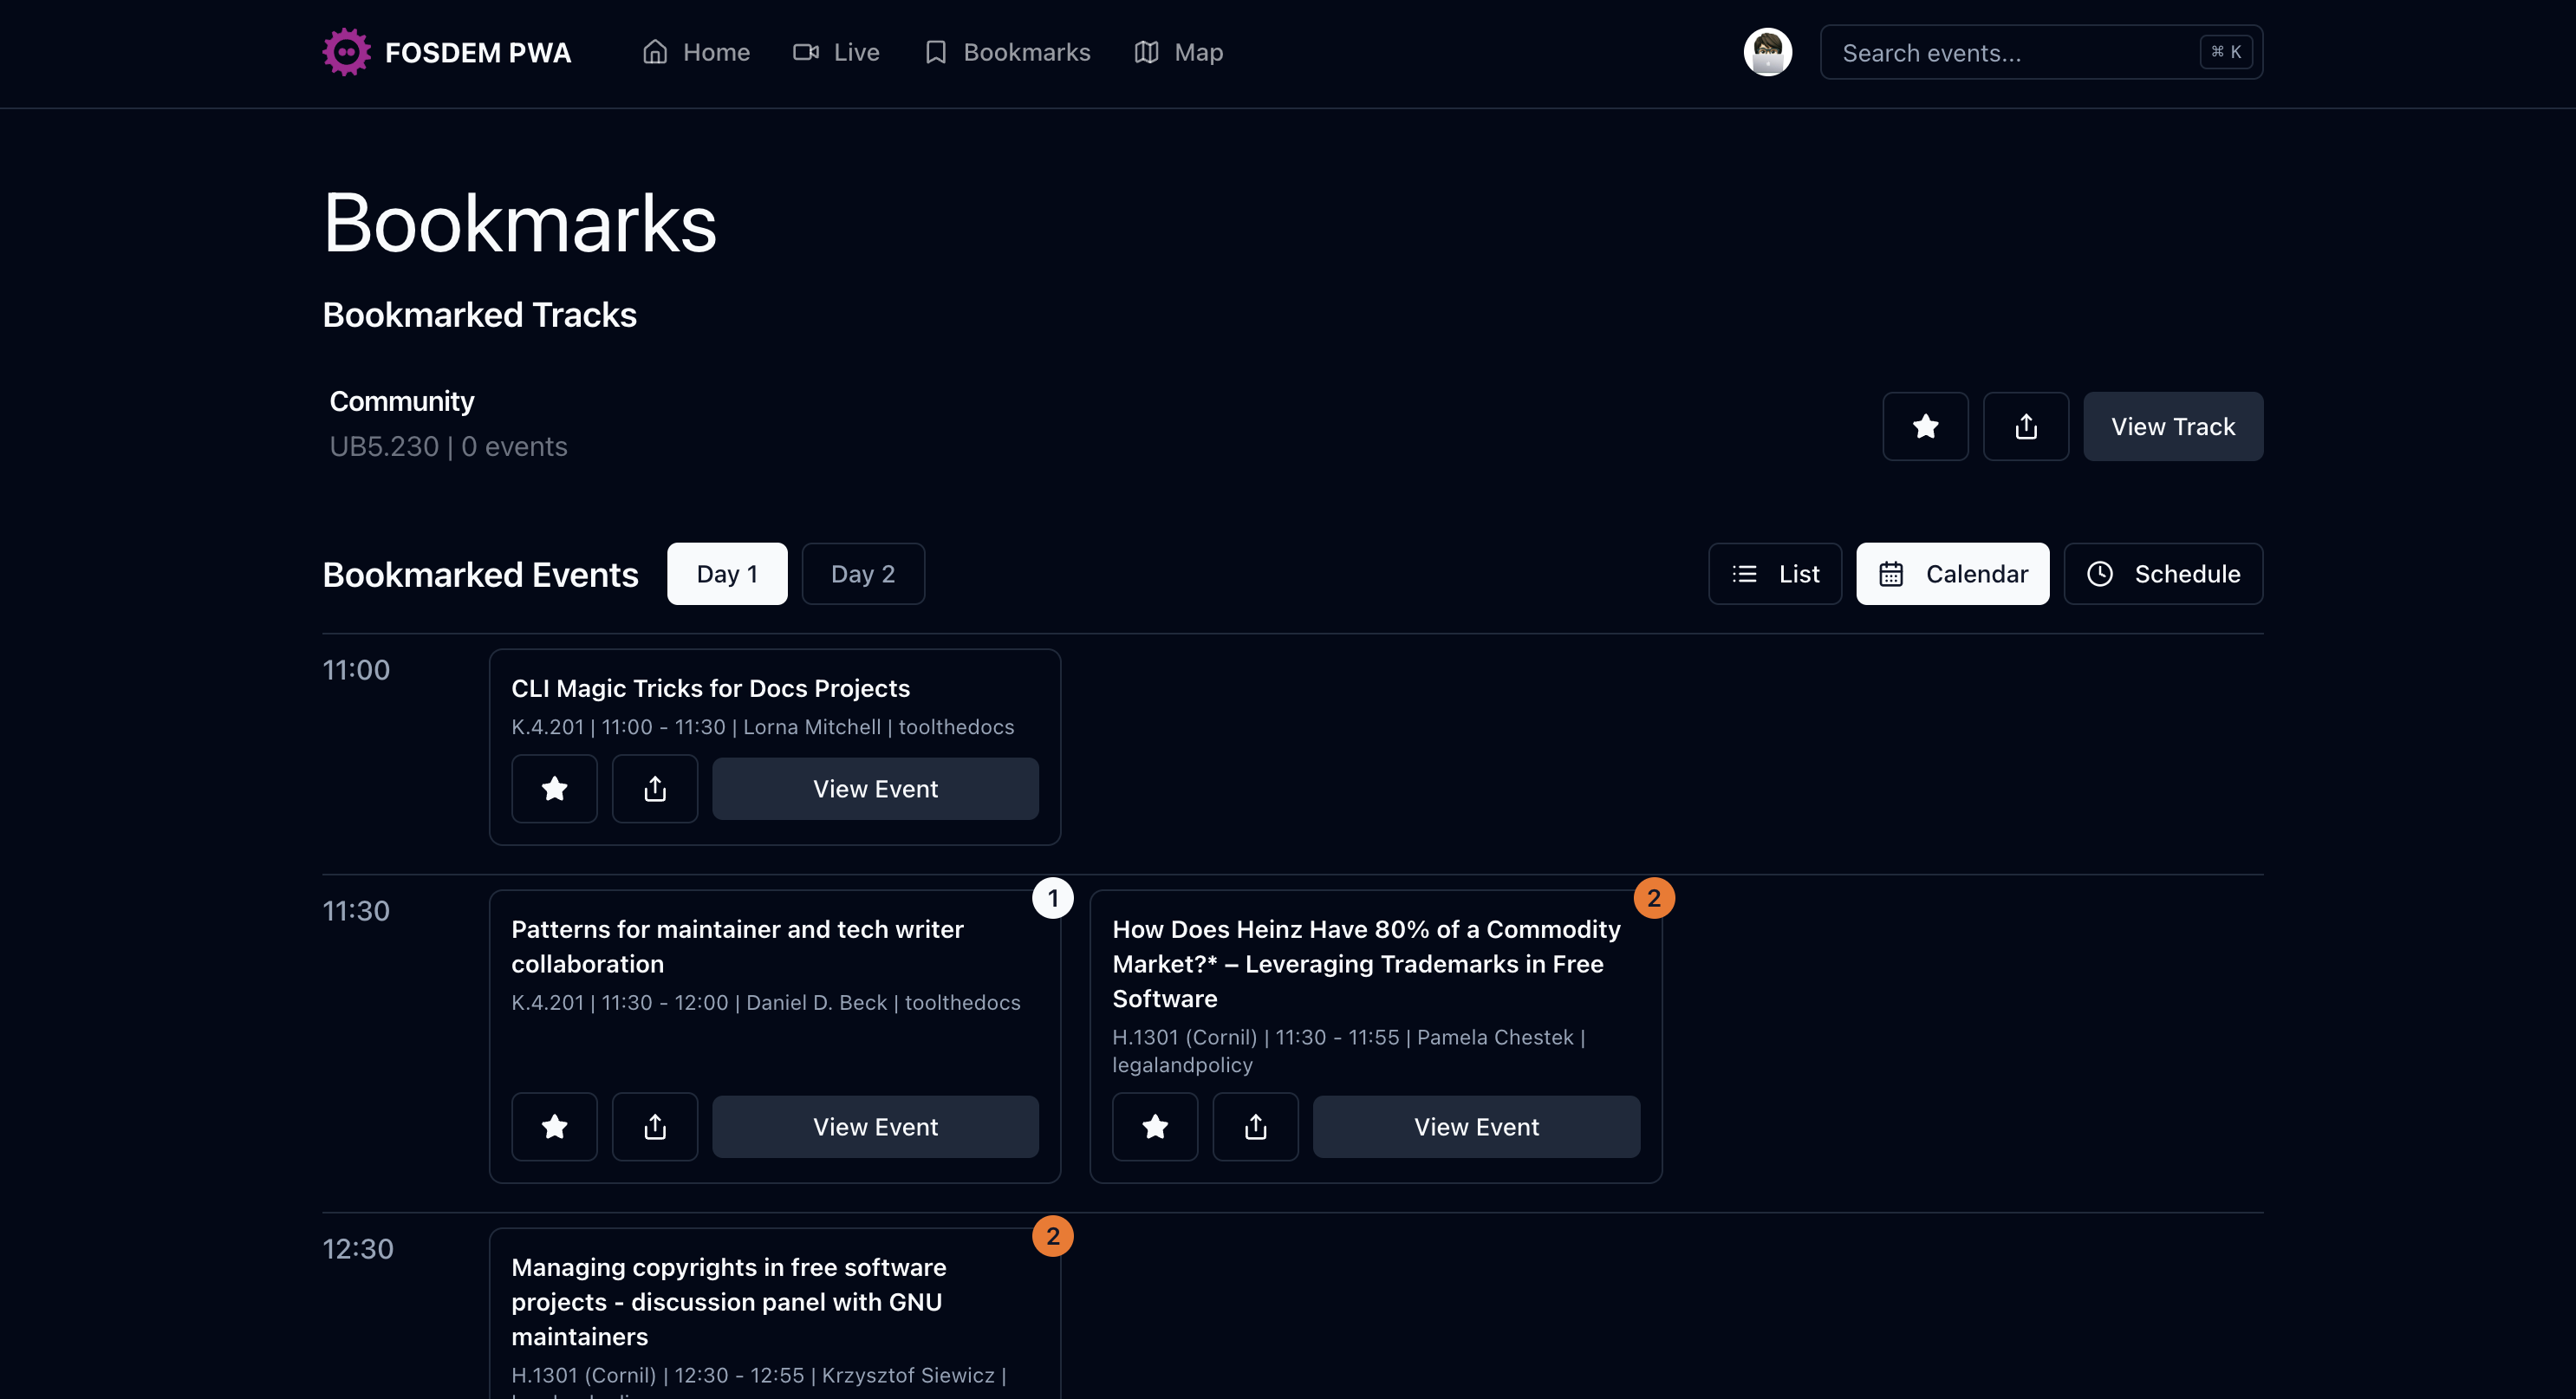 FOSDEM PWA
Home
Live
Bookmarks
Map
Search events...
⌘ K
Bookmarks
Bookmarked Tracks
Community
UB5.230 | 0 events
View Track
Bookmarked Events
Day 1
Day 2
List
Calendar
Schedule
11:00
CLI Magic Tricks for Docs Projects
K.4.201 | 11:00 - 11:30 | Lorna Mitchell | toolthedocs
View Event
11:30
1
Patterns for maintainer and tech writer
collaboration
K.4.201 | 11:30 - 12:00 | Daniel D. Beck | toolthedocs
View Event
2
How Does Heinz Have 80% of a Commodity
Market?* – Leveraging Trademarks in Free
Software
H.1301 (Cornil) | 11:30 - 11:55 | Pamela Chestek |
legalandpolicy
View Event
12:30
2
Managing copyrights in free software
projects - discussion panel with GNU
maintainers
H.1301 (Cornil) | 12:30 - 12:55 | Krzysztof Siewicz |